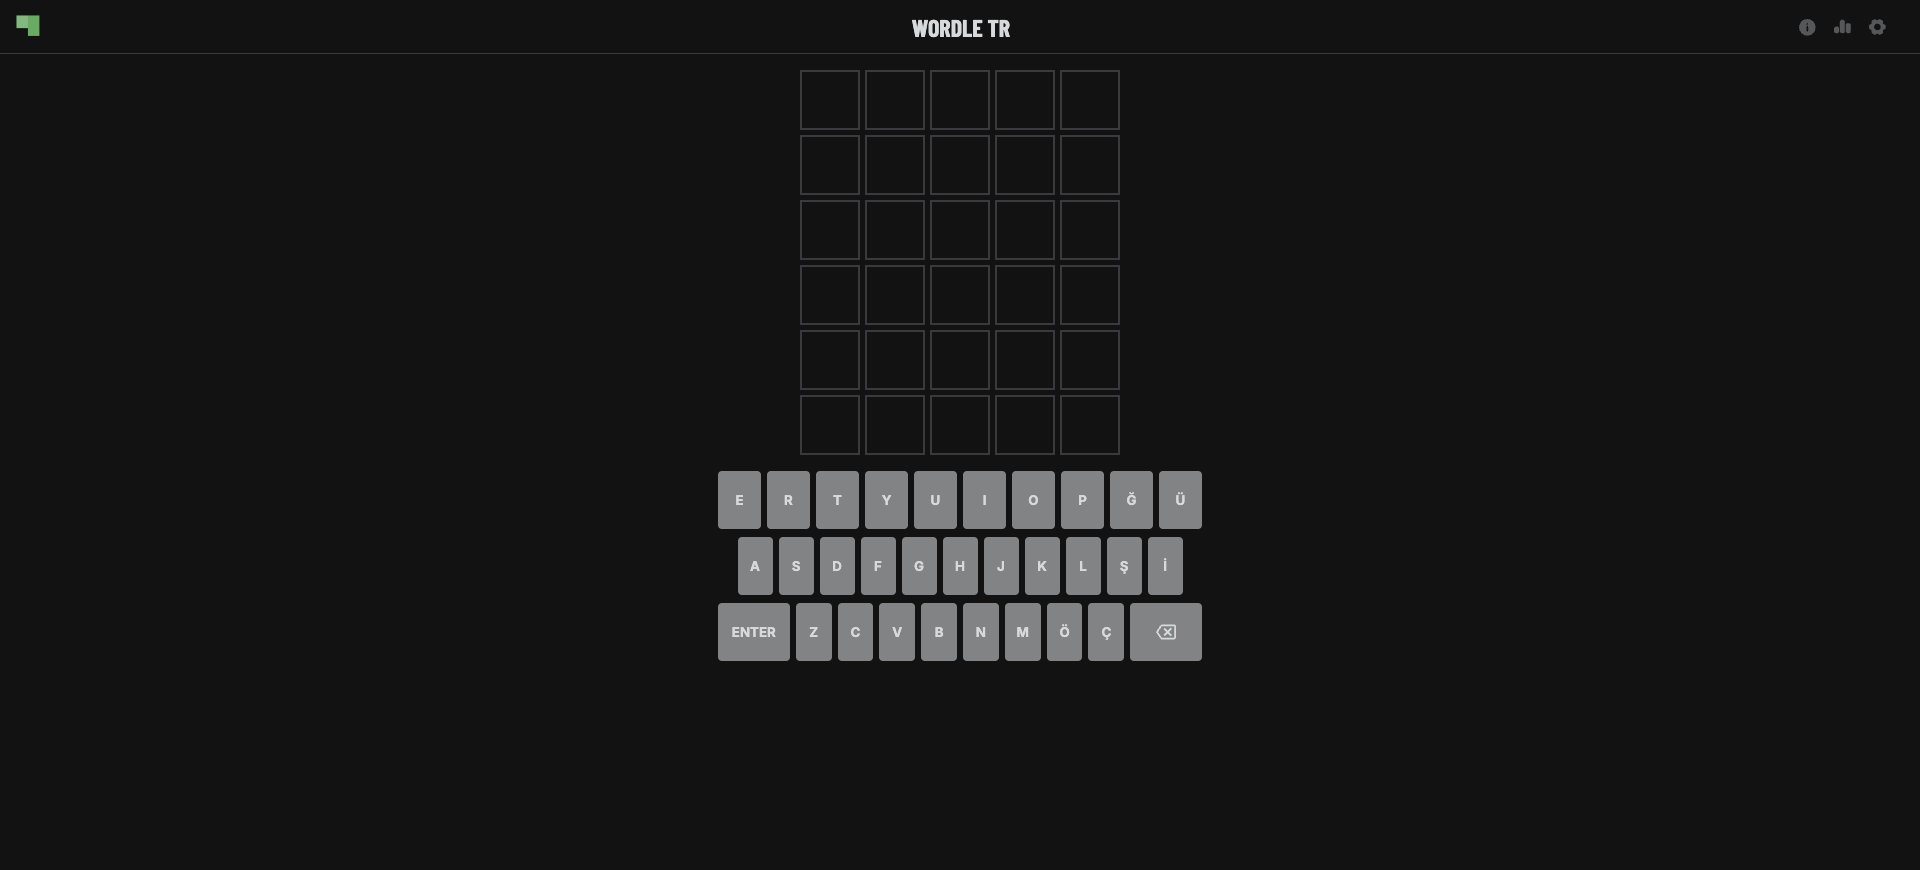 WORDLE TR
E R T Y U I O P Ğ Ü
A S D F G H J K L Ş İ
ENTER Z C V B N M Ö Ç